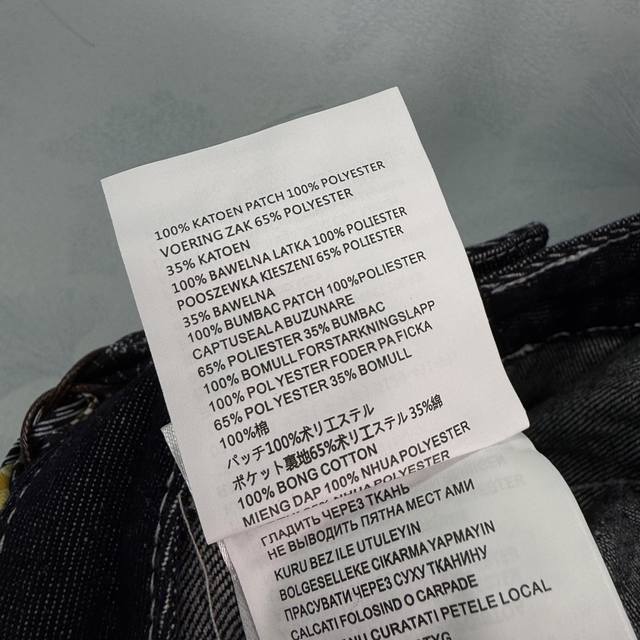 100% KATOEN PATCH 100% POLYESTER
VOERING ZAK 65% POLYESTER
35% KATOEN
100% BAWELNA LATKA 100% POLIESTER
POOSZEWKA KIESZENI 65% POLIESTER
35% BAWELNA
100% BUMBAC PATCH 100%POLIESTER
CAPTUSEALA BUZUNARE
65% POLIESTER 35% BUMBAC
100% BOMULL FORSTARKNINGSLAPP
100% POLYESTER FODER PA FICKA
65% POLYESTER 35% BOMULL
100%棉
パッチ100%ポリエステル
ポケット裏地65%ポリエステル 35%綿
100% BONG COTTON
MIENG DAP 100% NHUA POLYESTER
NHUA POLYESTER
ГЛАДИТЬ ЧЕРЕЗ ТКАНЬ
НЕ ВЫВОДИТЬ ПЯТНА МЕСТ АМИ
KURU BEZ ILE UTULEYIN
BOLGESELLEKE CIKARMA YAPMAYIN
ПРАСУВАТИ ЧЕРЕЗ СУХУ ТКАНИНУ
CALCATI FOLOSIND O CARPADE
CURATATI PETELE LOCAL